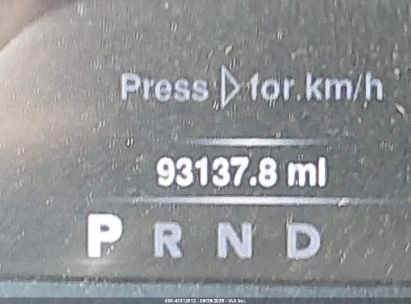 Press ▷ for km/h
93137.8 mi
P R N D